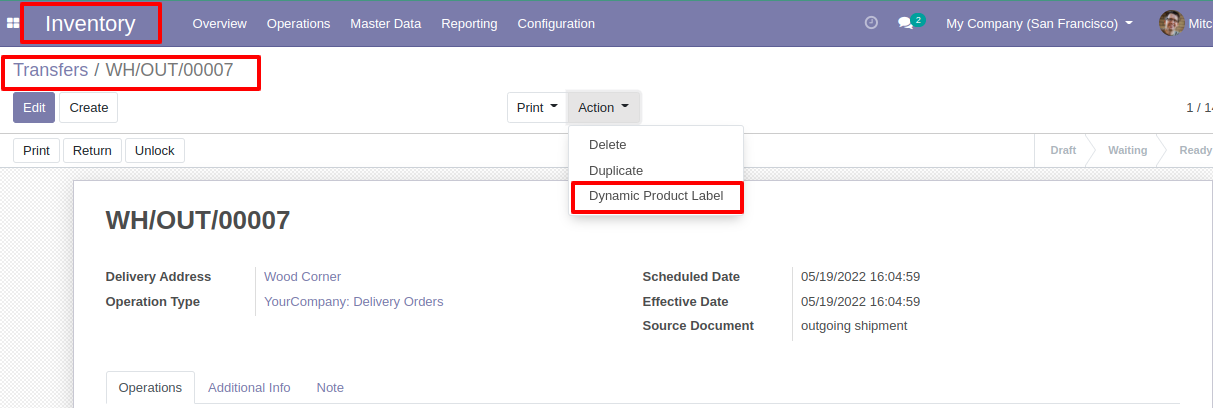 Inventory Overview Operations Master Data Reporting Configuration 2 My Company (San Francisco) Mitc
Transfers / WH/OUT/00007
Edit Create Print Action 1 / 14
Print Return Unlock Delete Draft Waiting Ready
Duplicate
Dynamic Product Label
WH/OUT/00007
Delivery Address Wood Corner Scheduled Date 05/19/2022 16:04:59
Operation Type YourCompany: Delivery Orders Effective Date 05/19/2022 16:04:59
Source Document outgoing shipment
Operations Additional Info Note